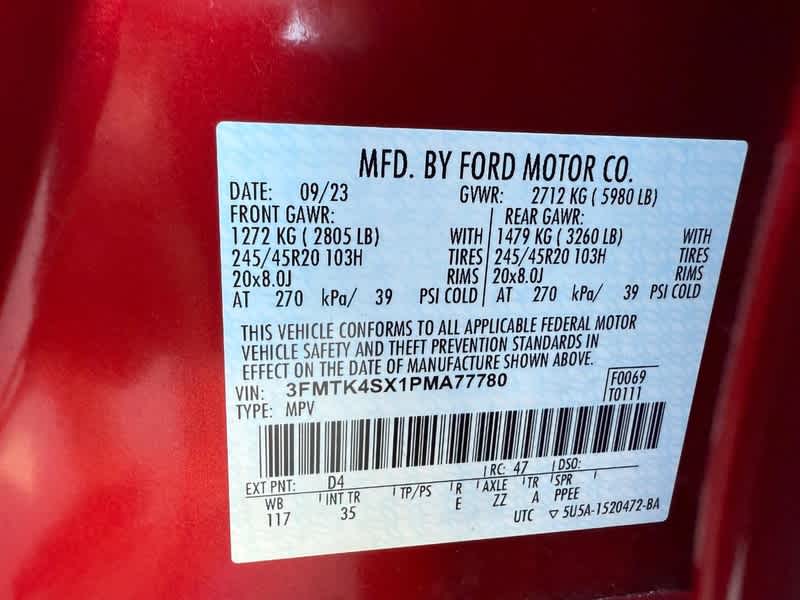 MFD. BY FORD MOTOR CO.
DATE: 09/23 GVWR: 2712 KG ( 5980 LB)
FRONT GAWR: REAR GAWR:
1272 KG ( 2805 LB) WITH 1479 KG ( 3260 LB) WITH
245/45R20 103H TIRES 245/45R20 103H TIRES
20x8.0J RIMS 20x8.0J RIMS
AT 270 kPa/ 39 PSI COLD AT 270 kPa/ 39 PSI COLD
THIS VEHICLE CONFORMS TO ALL APPLICABLE FEDERAL MOTOR
VEHICLE SAFETY AND THEFT PREVENTION STANDARDS IN
EFFECT ON THE DATE OF MANUFACTURE SHOWN ABOVE.
VIN: 3FMTK4SX1PMA77780 F0069
TYPE: MPV T0111
EXT PNT: D4 RC: 47 DSO:
WB INT TR TP/PS R AXLE TR SPR
117 35 E ZZ A PPEE
UTC ▽ 5U5A-1520472-BA